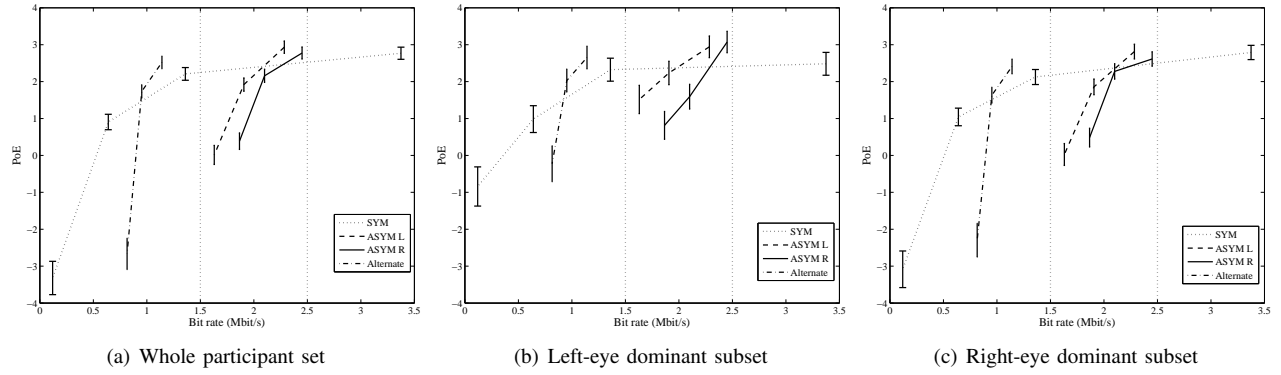 4
3
2
1
0
−1
−2
−3
−4
PoE
0 0.5 1 1.5 2 2.5 3 3.5
Bit rate (Mbit/s)
SYM
ASYM L
ASYM R
Alternate
(a) Whole participant set
4
3
2
1
0
−1
−2
−3
−4
PoE
0 0.5 1 1.5 2 2.5 3 3.5
Bit rate (Mbit/s)
SYM
ASYM L
ASYM R
Alternate
(b) Left-eye dominant subset
4
3
2
1
0
−1
−2
−3
−4
PoE
0 0.5 1 1.5 2 2.5 3 3.5
Bit rate (Mbit/s)
SYM
ASYM L
ASYM R
Alternate
(c) Right-eye dominant subset